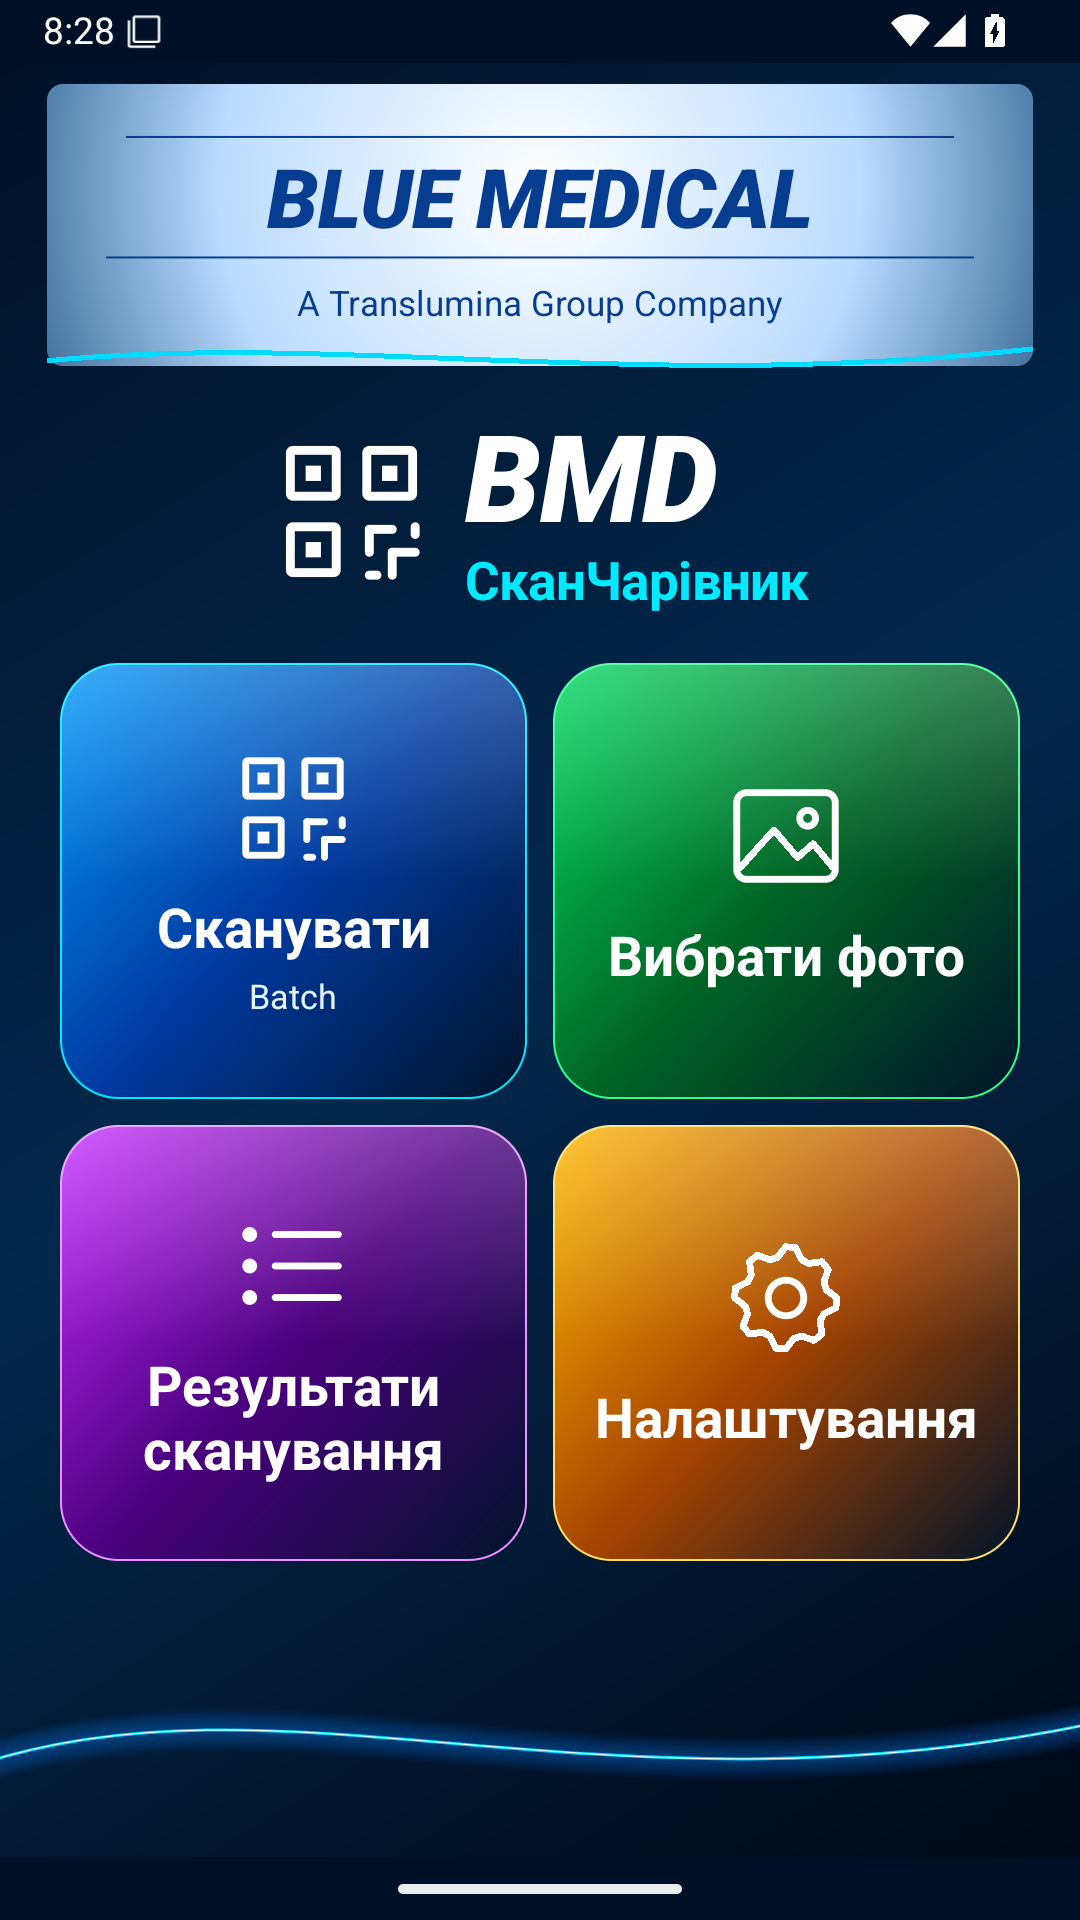 8:28
BLUE MEDICAL
A Translumina Group Company
BMD
СканЧарівник
Сканувати
Batch
Вибрати фото
Результати
сканування
Налаштування